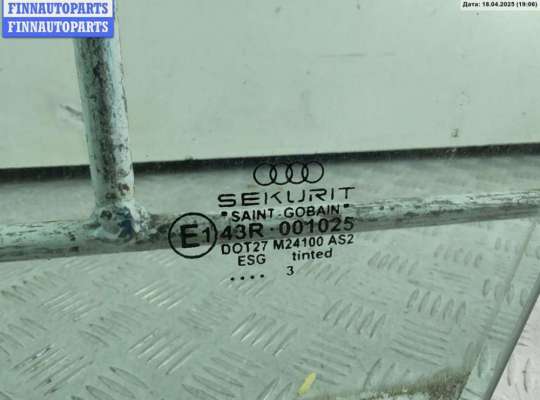 FINNAUTOPARTS
FINNAUTOPARTS
Дата: 18.04.2025 (19:06)
SEKURIT
SAINT-GOBAIN
E1 43R - 001025
DOT27 M24100 AS2
ESG tinted
.... 3